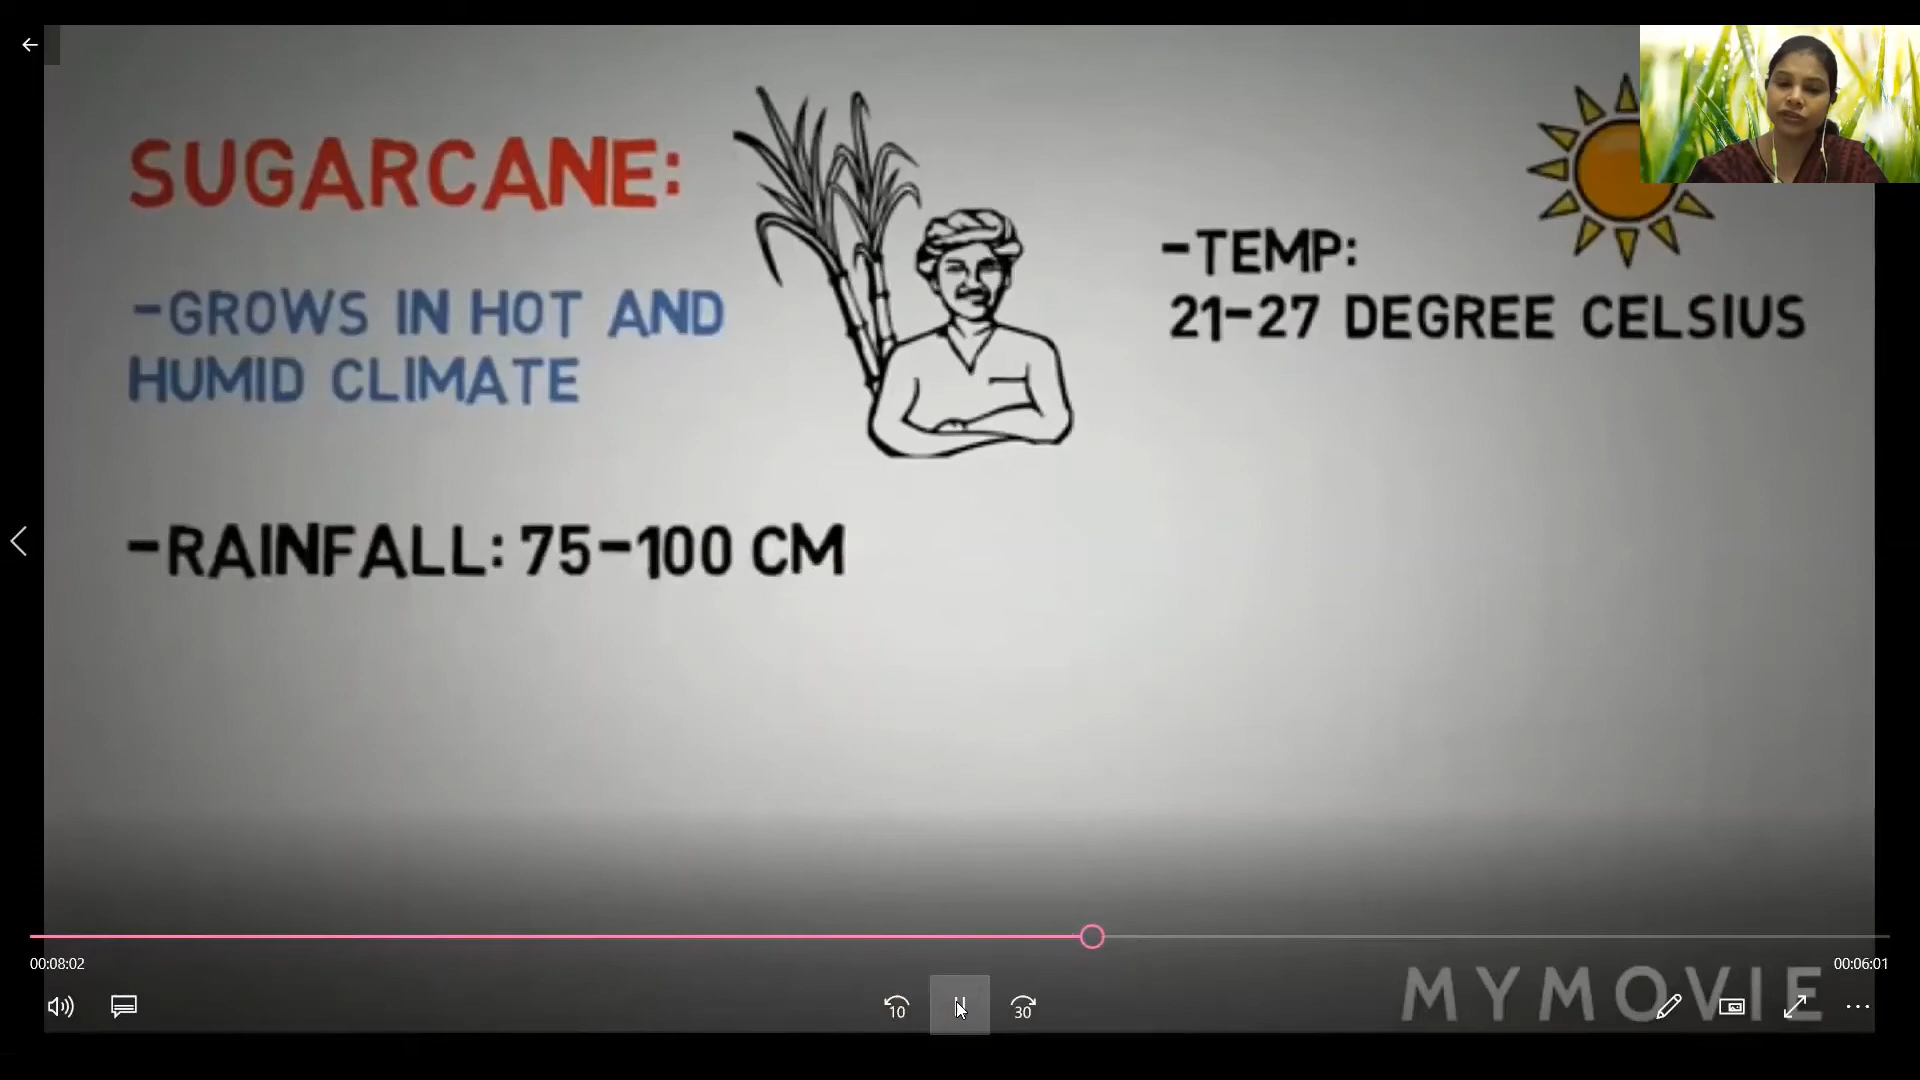 SUGARCANE:
-GROWS IN HOT AND
HUMID CLIMATE
-TEMP:
21-27 DEGREE CELSIUS
-RAINFALL: 75-100 CM
00:08:02
00:06:01
10
30
MYMOVIE